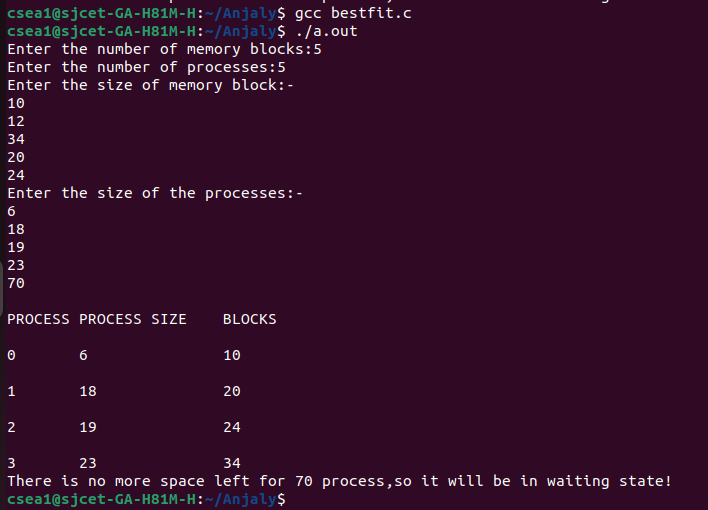 csea1@sjcet-GA-H81M-H:~/Anjaly$ gcc bestfit.c
csea1@sjcet-GA-H81M-H:~/Anjaly$ ./a.out
Enter the number of memory blocks:5
Enter the number of processes:5
Enter the size of memory block:-
10
12
34
20
24
Enter the size of the processes:-
6
18
19
23
70
PROCESS PROCESS SIZE    BLOCKS
0       6               10
1       18              20
2       19              24
3       23              34
There is no more space left for 70 process,so it will be in waiting state!
csea1@sjcet-GA-H81M-H:~/Anjaly$